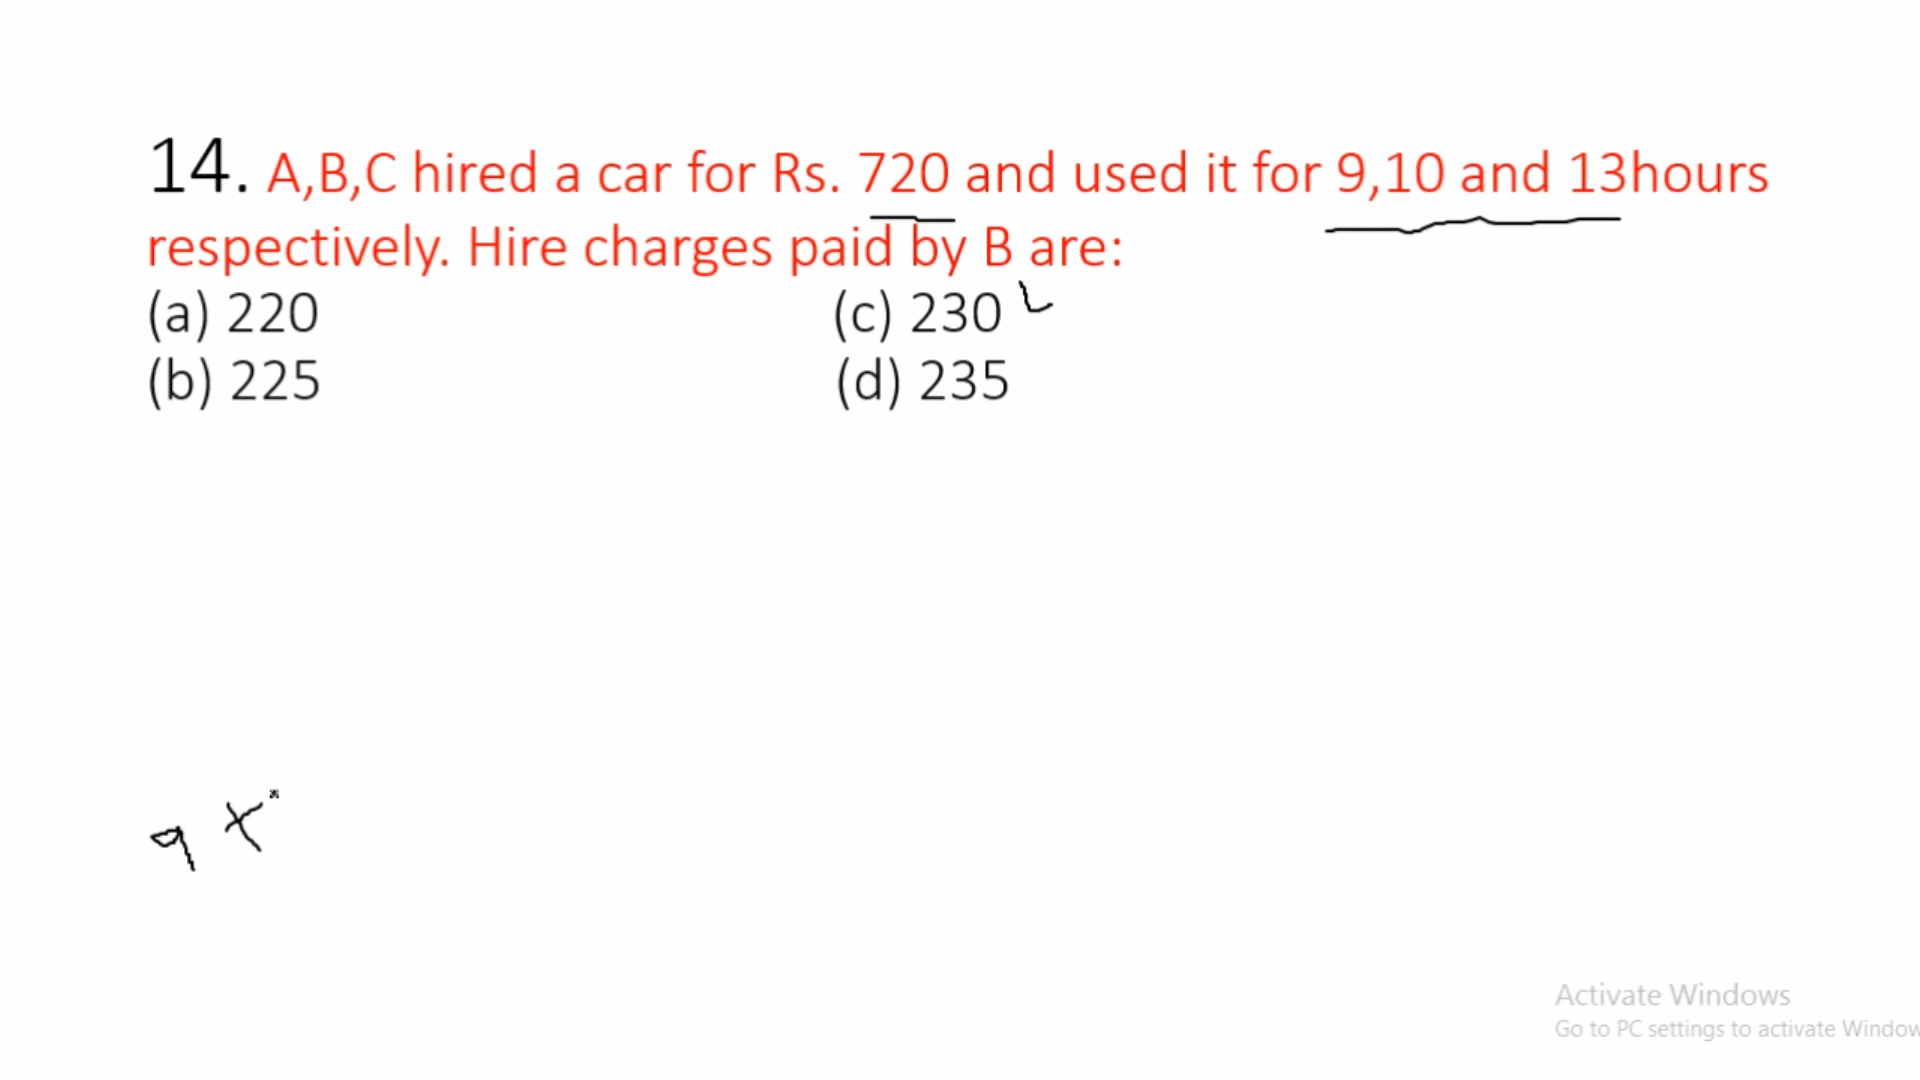 14. A,B,C hired a car for Rs. 720 and used it for 9,10 and 13hours
respectively. Hire charges paid by B are:
(a) 220 (c) 230
(b) 225 (d) 235
9 x
Activate Windows
Go to PC settings to activate Window